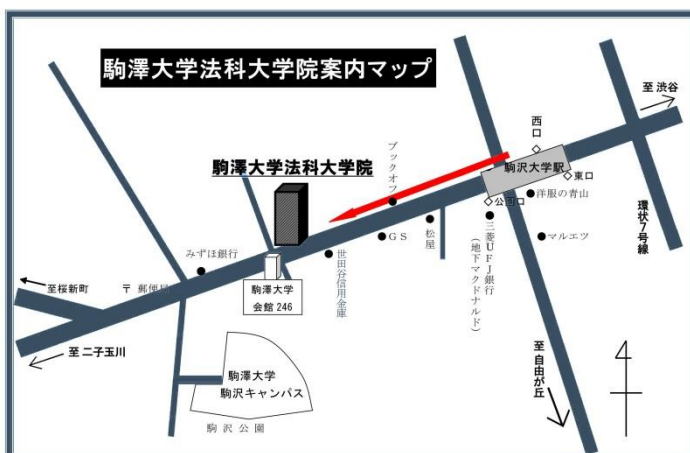 駒澤大学法科大学院案内マップ
至 渋谷
西口
駒沢大学駅
東口
ブックオフ
駒澤大学法科大学院
公園口
洋服の青山
環状7号線
松屋
GS
三菱UFJ銀行
(地下マクドナルド)
マルエツ
みずほ銀行
世田谷信用金庫
至桜新町
〒 郵便局
駒澤大学
会館 246
至 二子玉川
至 自由が丘
駒澤大学
駒沢キャンパス
駒沢公園
4